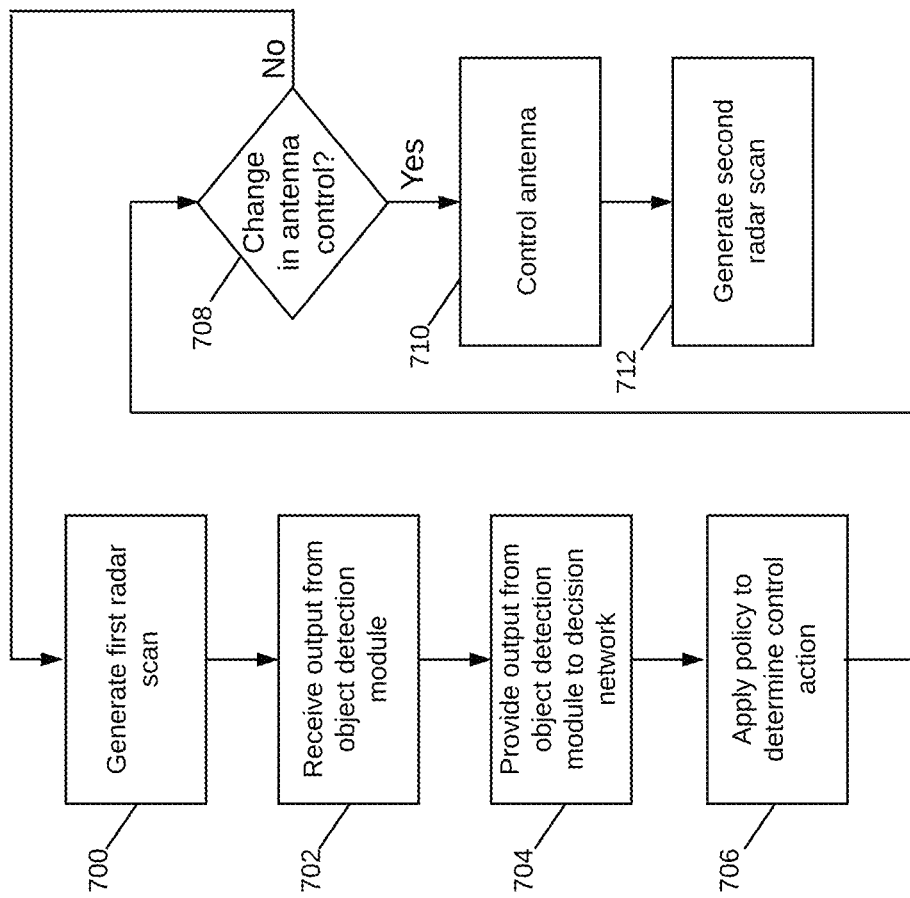 700
Generate first radar
scan
702
Receive output from
object detection
module
704
Provide output from
object detection
module to decision
network
706
Apply policy to
determine control
action
708
Change
in antenna
control?
No
Yes
710
Control antenna
712
Generate second
radar scan